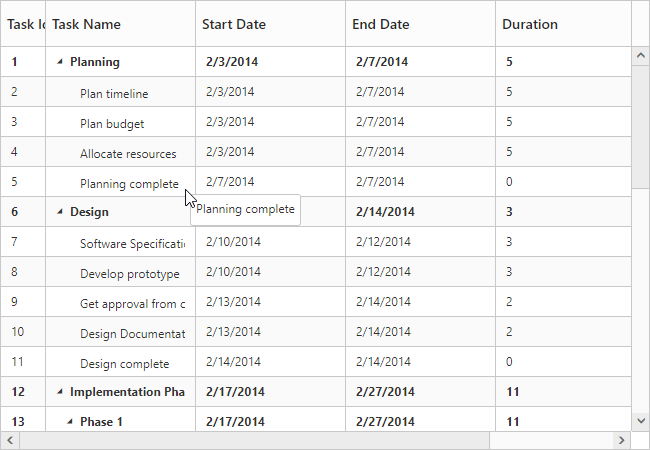 Task Id Task Name Start Date End Date Duration
1 Planning 2/3/2014 2/7/2014 5
2 Plan timeline 2/3/2014 2/7/2014 5
3 Plan budget 2/3/2014 2/7/2014 5
4 Allocate resources 2/3/2014 2/7/2014 5
5 Planning complete 2/7/2014 2/7/2014 0
Planning complete
6 Design 2/14/2014 3
7 Software Specificati 2/10/2014 2/12/2014 3
8 Develop prototype 2/10/2014 2/12/2014 3
9 Get approval from c 2/13/2014 2/14/2014 2
10 Design Documentat 2/13/2014 2/14/2014 2
11 Design complete 2/14/2014 2/14/2014 0
12 Implementation Pha 2/17/2014 2/27/2014 11
13 Phase 1 2/17/2014 2/27/2014 11